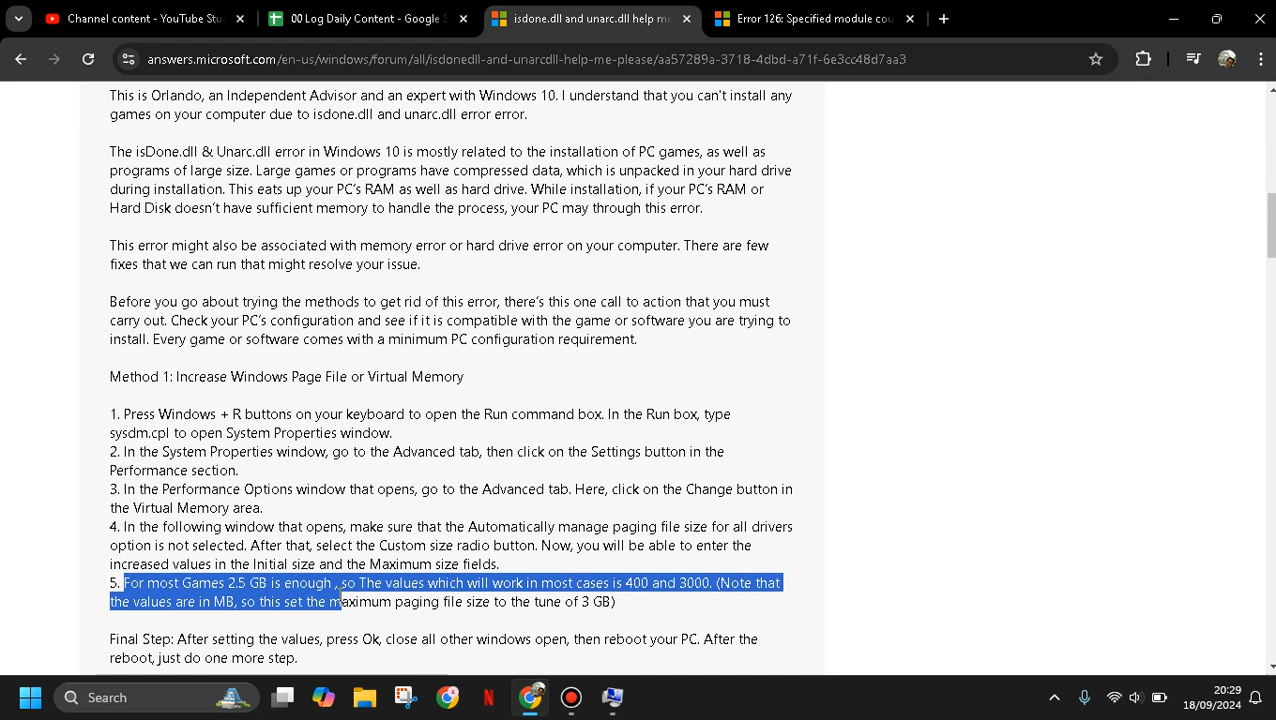 Channel content - YouTube Stu
00 Log Daily Content - Google S
isdone.dll and unarc.dll help me
Error 126: Specified module cou
answers.microsoft.com/en-us/windows/forum/all/isdonedll-and-unarcdll-help-me-please/aa57289a-3718-4dbd-a71f-6e3cc48d7aa3
This is Orlando, an Independent Advisor and an expert with Windows 10. I understand that you can't install any
games on your computer due to isdone.dll and unarc.dll error error.
The isDone.dll & Unarc.dll error in Windows 10 is mostly related to the installation of PC games, as well as
programs of large size. Large games or programs have compressed data, which is unpacked in your hard drive
during installation. This eats up your PC's RAM as well as hard drive. While installation, if your PC's RAM or
Hard Disk doesn't have sufficient memory to handle the process, your PC may through this error.
This error might also be associated with memory error or hard drive error on your computer. There are few
fixes that we can run that might resolve your issue.
Before you go about trying the methods to get rid of this error, there's this one call to action that you must
carry out. Check your PC's configuration and see if it is compatible with the game or software you are trying to
install. Every game or software comes with a minimum PC configuration requirement.
Method 1: Increase Windows Page File or Virtual Memory
1. Press Windows + R buttons on your keyboard to open the Run command box. In the Run box, type
sysdm.cpl to open System Properties window.
2. In the System Properties window, go to the Advanced tab, then click on the Settings button in the
Performance section.
3. In the Performance Options window that opens, go to the Advanced tab. Here, click on the Change button in
the Virtual Memory area.
4. In the following window that opens, make sure that the Automatically manage paging file size for all drivers
option is not selected. After that, select the Custom size radio button. Now, you will be able to enter the
increased values in the Initial size and the Maximum size fields.
5. For most Games 2.5 GB is enough , so The values which will work in most cases is 400 and 3000. (Note that
the values are in MB, so this set the maximum paging file size to the tune of 3 GB)
Final Step: After setting the values, press Ok, close all other windows open, then reboot your PC. After the
reboot, just do one more step.
Search
20:29
18/09/2024